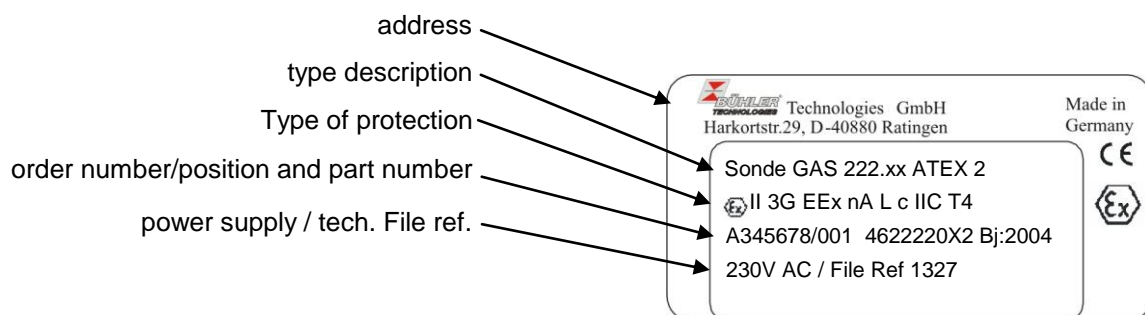 address
type description
Type of protection
order number/position and part number
power supply / tech. File ref.
BÜHLER
TECHNOLOGIES
Technologies GmbH
Harkortstr.29, D-40880 Ratingen
Made in
Germany
CE
Sonde GAS 222.xx ATEX 2
Ex II 3G EEx nA L c IIC T4
A345678/001 4622220X2 Bj:2004
230V AC / File Ref 1327
Ex